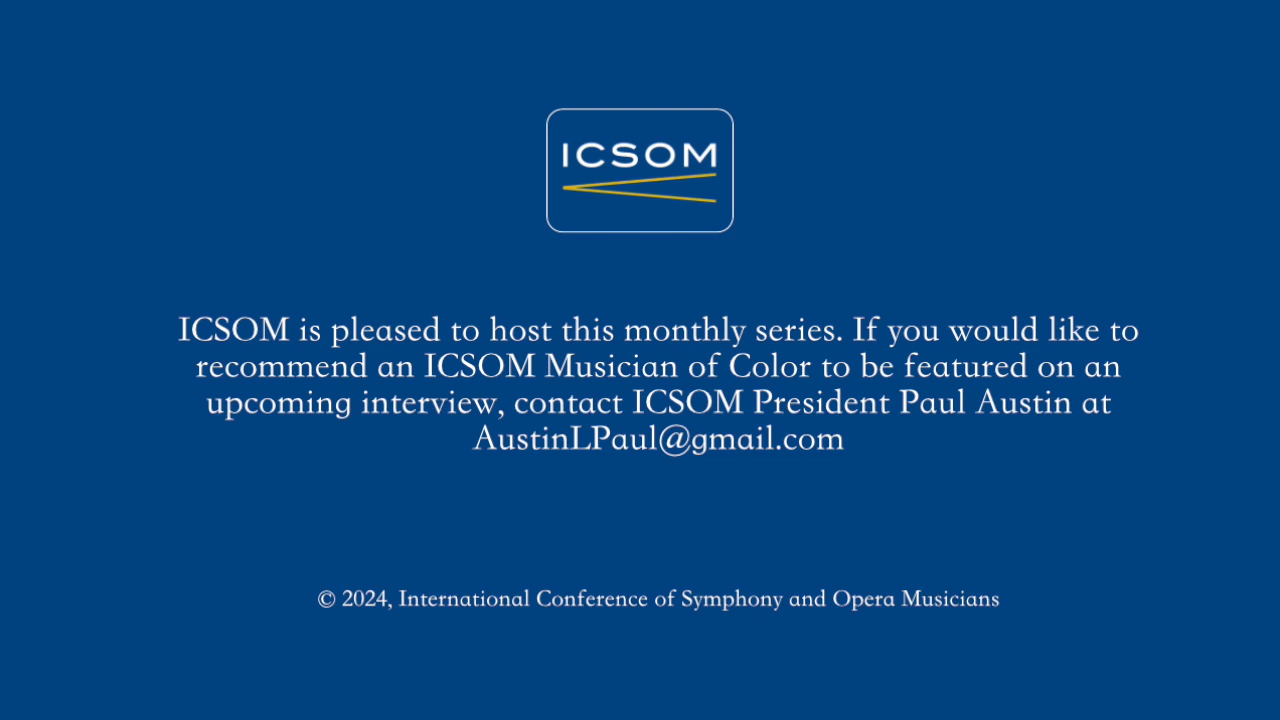 ICSOM
ICSOM is pleased to host this monthly series. If you would like to
recommend an ICSOM Musician of Color to be featured on an
upcoming interview, contact ICSOM President Paul Austin at
AustinLPaul@gmail.com
© 2024, International Conference of Symphony and Opera Musicians